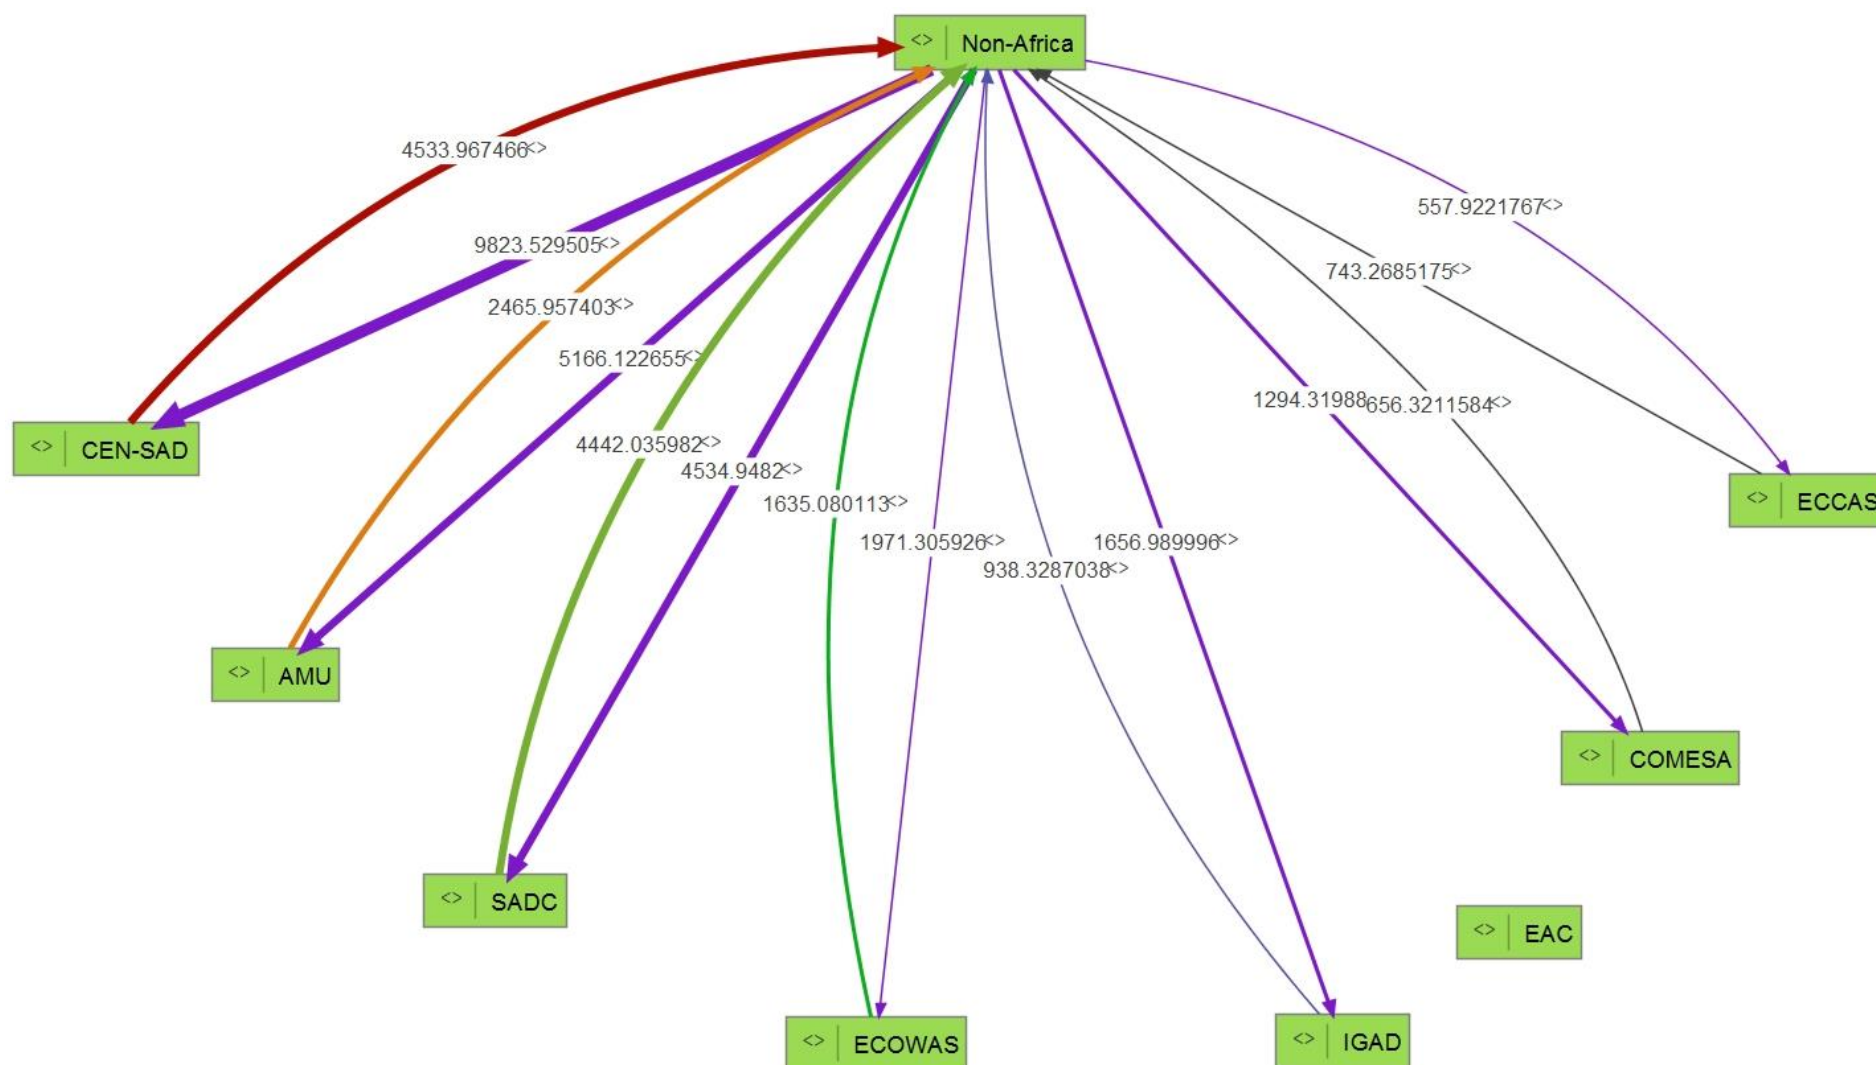 <> Non-Africa
4533.967466<>
557.9221767<>
9823.529505<>
743.2685175<>
2465.957403<>
5166.122655<>
1294.31988
656.3211584<>
<> CEN-SAD
4442.035982<>
4534.9482<>
1635.080113<>
<> ECCAS
1971.305926<>
1656.989996<>
938.3287038<>
<> AMU
<> COMESA
<> SADC
<> EAC
<> ECOWAS
<> IGAD